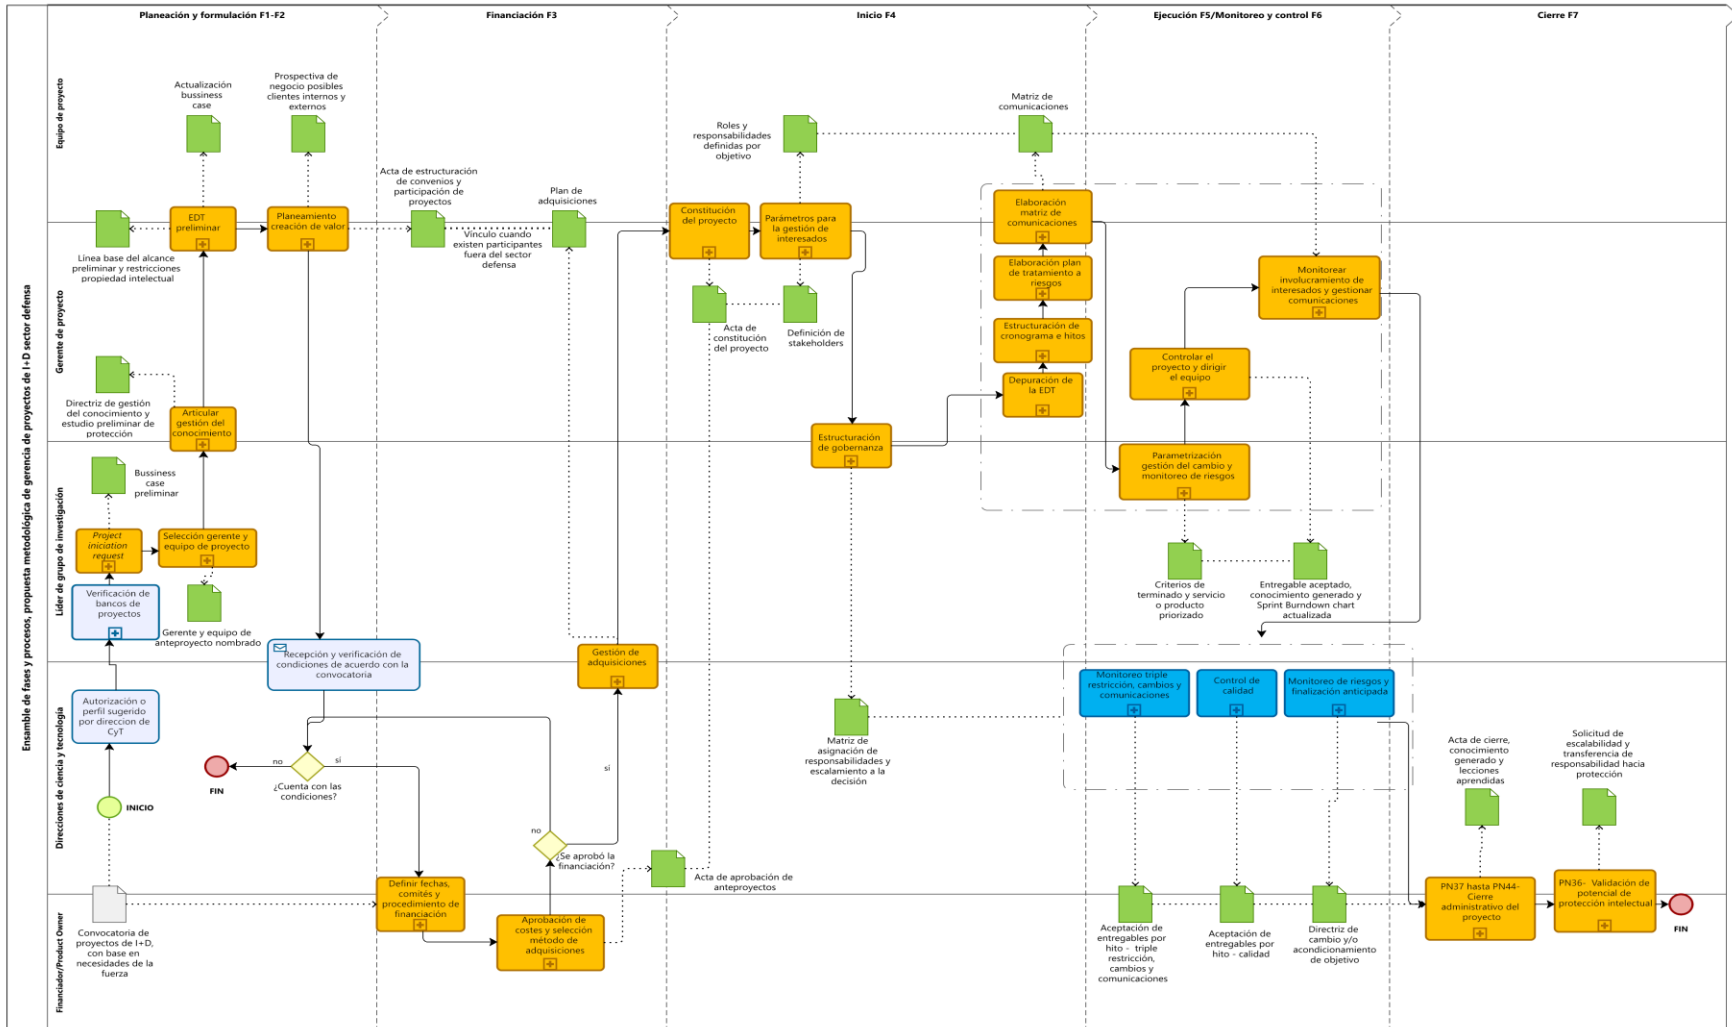 Planeación y formulación F1-F2
Financiación F3
Inicio F4
Ejecución F5/Monitoreo y control F6
Cierre F7
Ensamble de fases y procesos, propuesta metodológica de gerencia de proyectos de I+D sector defensa
Equipo de proyecto
Actualización
bussiness
case
Prospectiva de
negocio posibles
clientes internos y
externos
Roles y
responsabilidades
definidas por
objetivo
Matriz de
comunicaciones
Acta de estructuración
de convenios y
participación de
proyectos
Plan de
adquisiciones
EDT
preliminar
Planeamiento
creación de valor
Vínculo cuando
existen participantes
fuera del sector
defensa
Constitución
del proyecto
Parámetros para
la gestión de
interesados
Elaboración
matriz de
comunicaciones
Gerente de proyecto
Línea base del alcance
preliminar y restricciones
propiedad intelectual
Elaboración plan
de tratamiento a
riesgos
Monitorear
involucramiento de
interesados y gestionar
comunicaciones
Acta de
constitución
del proyecto
Definición de
stakeholders
Estructuración de
cronograma e hitos
Controlar el
proyecto y dirigir
el equipo
Depuración de
la EDT
Directriz de gestión
del conocimiento y
estudio preliminar de
protección
Articular
gestión del
conocimiento
Estructuración
de gobernanza
Lider de grupo de investigación
Bussiness
case
preliminar
Parametrización
gestión del cambio y
monitoreo de riesgos
Project
iniciation
request
Selección gerente y
equipo de proyecto
Verificación de
bancos de
proyectos
Gerente y equipo de
anteproyecto nombrado
Criterios de
terminado y servicio
o producto
priorizado
Entregable aceptado,
conocimiento generado y
Sprint Burndown chart
actualizada
Recepción y verificación de
condiciones de acuerdo con la
convocatoria
Gestión de
adquisiciones
Direcciones de ciencia y tecnología
Autorización o
perfil sugerido
por direccion de
CyT
Monitoreo triple
restricción, cambios y
comunicaciones
Control de
calidad
Monitoreo de riesgos y
finalización anticipada
Matriz de
asignación de
responsabilidades y
escalamiento a la
decisión
Acta de cierre,
conocimiento
generado y
lecciones
aprendidas
Solicitud de
escalabilidad y
transferencia de
responsabilidad hacia
protección
no
si
si
FIN
¿Cuenta con las
condiciones?
INICIO
no
¿Se aprobó la
financiación?
Acta de aprobación de
anteproyectos
Financiador/Product Owner
Definir fechas,
comités y
procedimiento de
financiación
Aprobación de
costes y selección
método de
adquisiciones
Convocatoria de
proyectos de I+D,
con base en
necesidades de la
fuerza
Aceptación de
entregables por
hito - triple
restricción,
cambios y
comunicaciones
Aceptación de
entregables por
hito - calidad
Directriz de
cambio y/o
acondicionamiento
de objetivo
PN37 hasta PN44-
Cierre
administrativo del
proyecto
PN36- Validación de
potencial de
protección intelectual
FIN